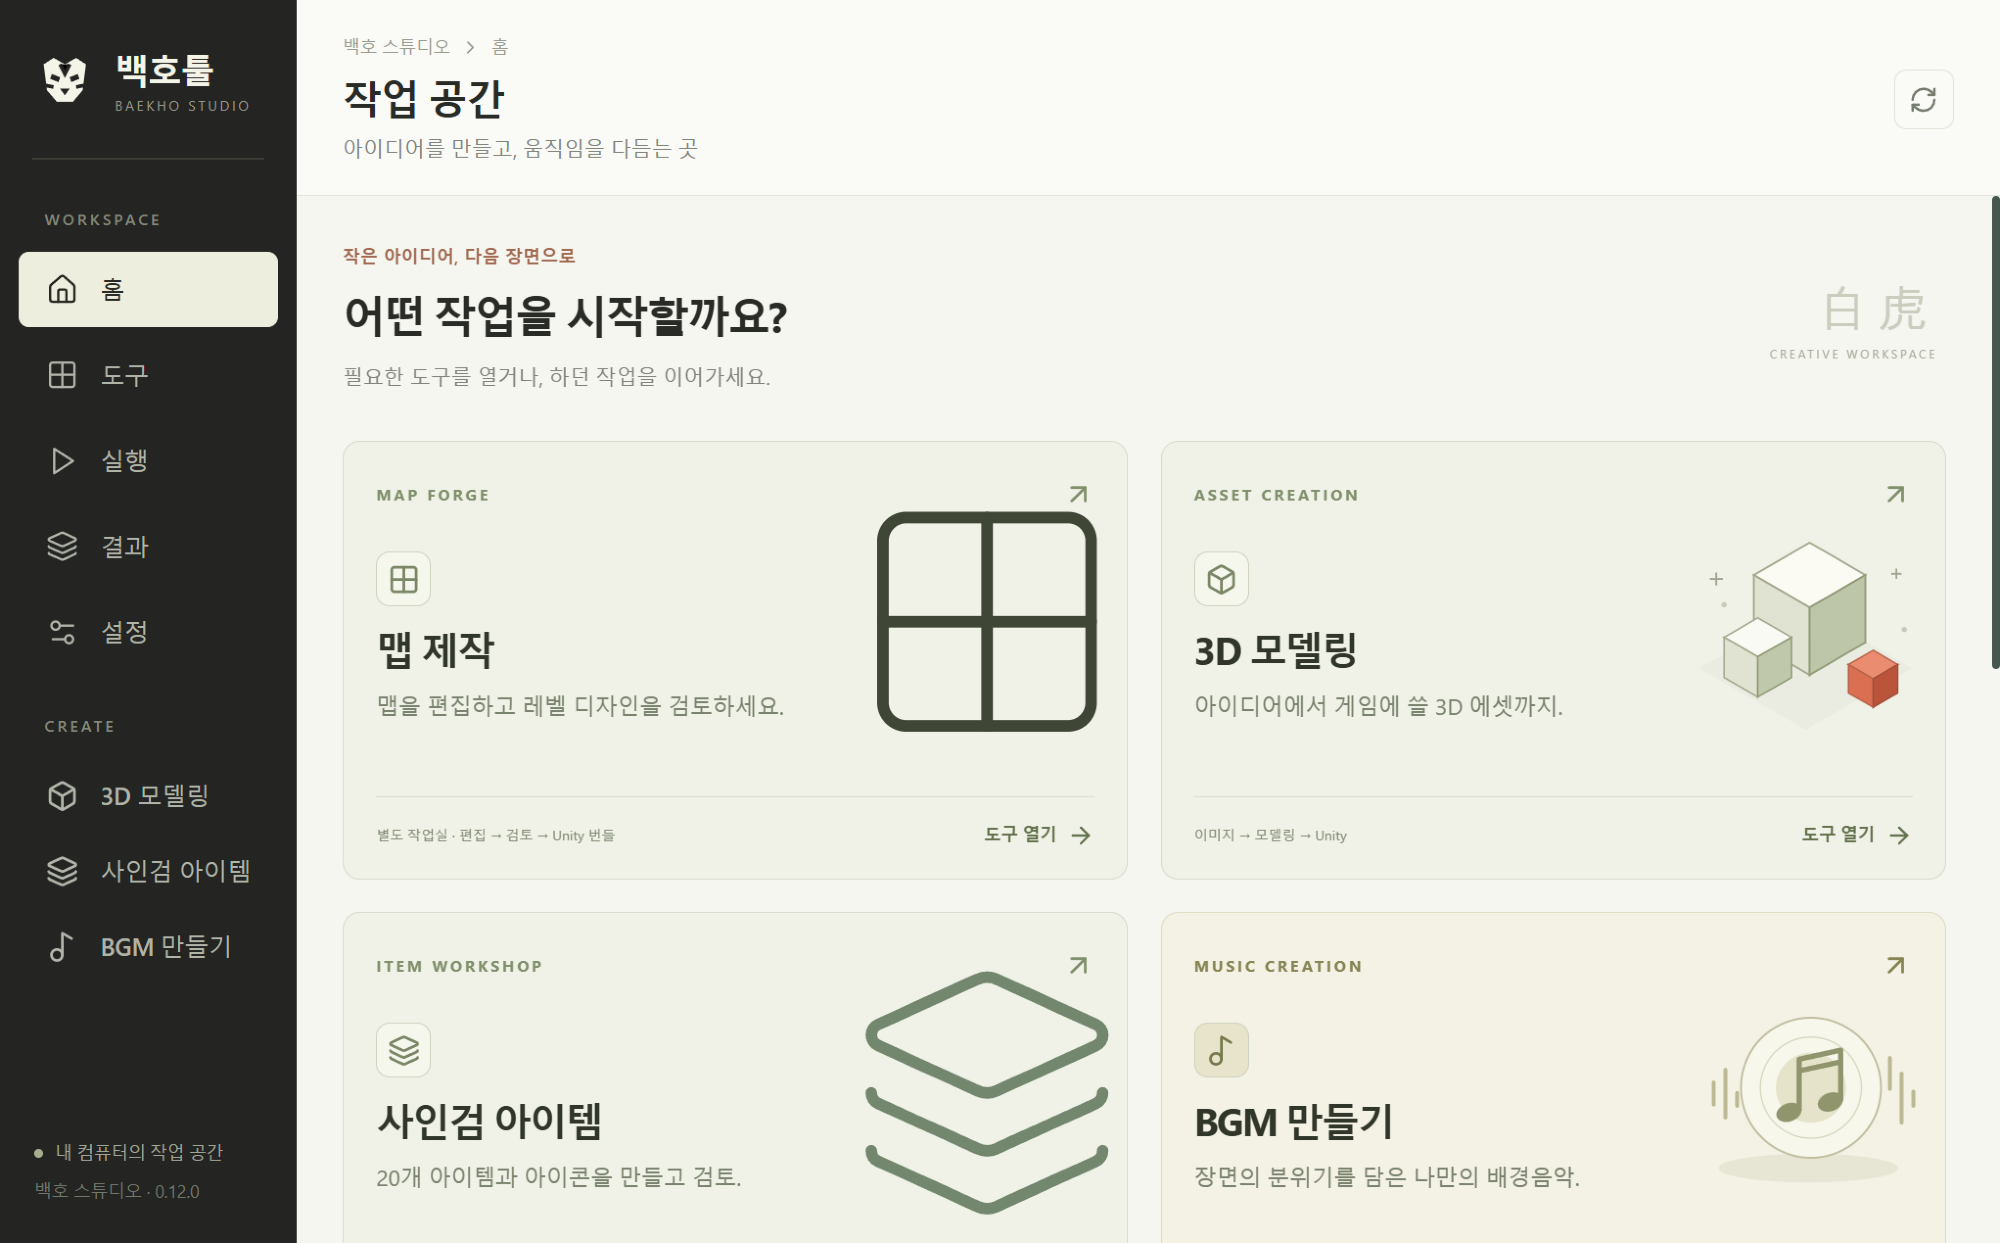 백호툴
BAEKHO STUDIO
WORKSPACE
홈
도구
실행
결과
설정
CREATE
3D 모델링
사인검 아이템
BGM 만들기
내 컴퓨터의 작업 공간
백호 스튜디오 · 0.12.0
백호 스튜디오 > 홈
작업 공간
아이디어를 만들고, 움직임을 다듬는 곳
작은 아이디어, 다음 장면으로
어떤 작업을 시작할까요?
필요한 도구를 열거나, 하던 작업을 이어가세요.
白虎
CREATIVE WORKSPACE
MAP FORGE
맵 제작
맵을 편집하고 레벨 디자인을 검토하세요.
별도 작업실 · 편집 → 검토 → Unity 번들
도구 열기 →
ASSET CREATION
3D 모델링
아이디어에서 게임에 쓸 3D 에셋까지.
이미지 → 모델링 → Unity
도구 열기 →
ITEM WORKSHOP
사인검 아이템
20개 아이템과 아이콘을 만들고 검토.
MUSIC CREATION
BGM 만들기
장면의 분위기를 담은 나만의 배경음악.